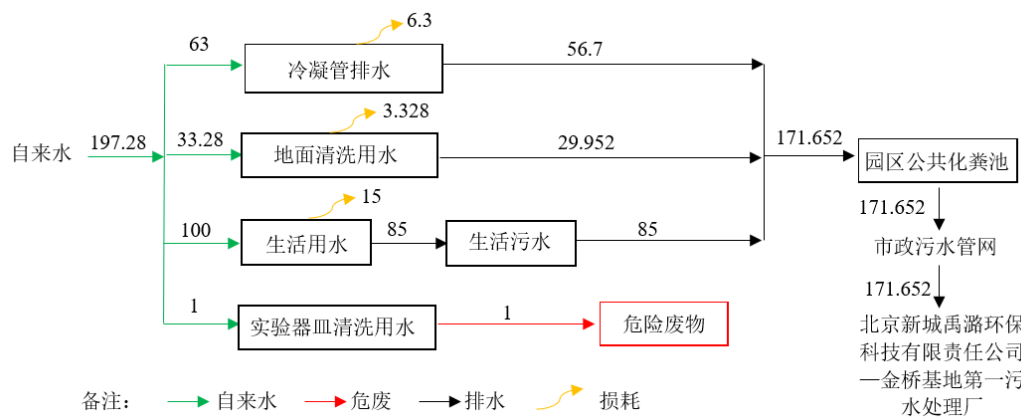 6.3
63
冷凝管排水
56.7
3.328
自来水
197.28
33.28
地面清洗用水
29.952
171.652
园区公共化粪池
15
100
生活用水
85
生活污水
85
171.652
市政污水管网
1
实验器皿清洗用水
1
危险废物
171.652
北京新城禹潞环保
科技有限责任公司
—金桥基地第一污
水处理厂
备注：
自来水
危废
排水
损耗